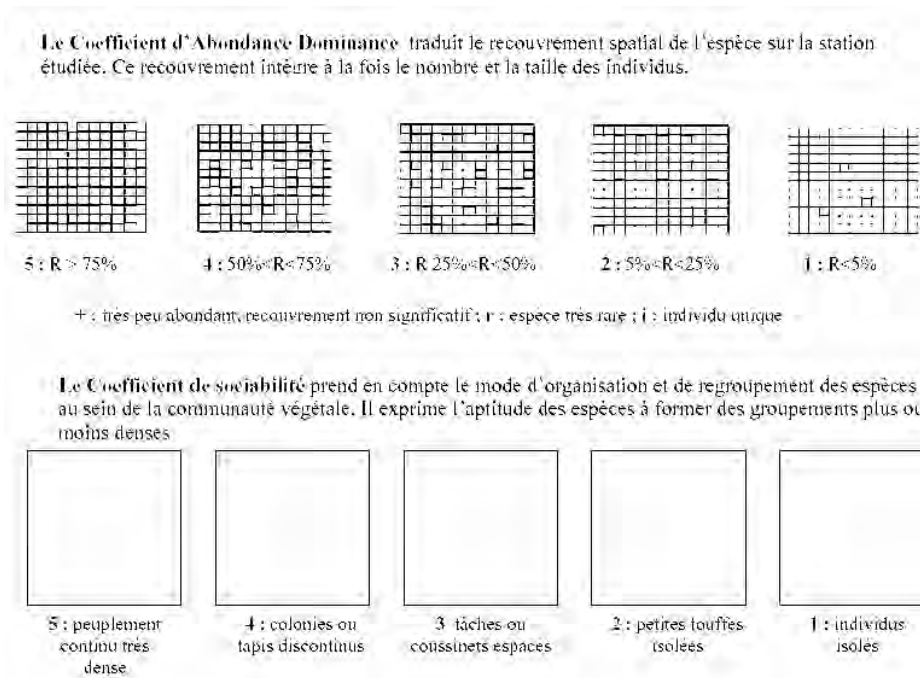 Le Coefficient d'Abondance Dominance traduit le recouvrement spatial de l'espèce sur la station
étudiée. Ce recouvrement intègre à la fois le nombre et la taille des individus.
5 : R > 75% 4 : 50%<R<75% 3 : R 25%<R<50% 2 : 5%<R<25% 1 : R<5%
+ : très peu abondant, recouvrement non significatif ; r : espèce très rare ; i : individu unique
Le Coefficient de sociabilité prend en compte le mode d'organisation et de regroupement des espèces
au sein de la communauté végétale. Il exprime l'aptitude des espèces à former des groupements plus ou
moins denses
5 : peuplement 4 : colonies ou 3 tâches ou 2 : petites touffes 1 : individus
continu très tapis discontinus coussinets espacés isolées isolés
dense